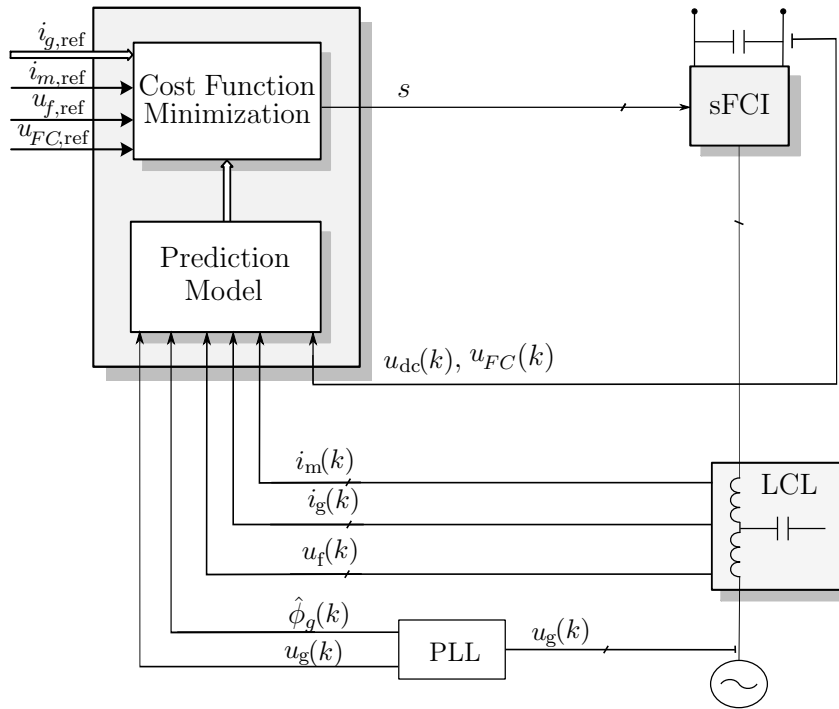 i_{g,ref}
i_{m,ref}
u_{f,ref}
u_{FC,ref}
Cost Function
Minimization
s
sFCI
Prediction
Model
u_{dc}(k), u_{FC}(k)
i_m(k)
i_g(k)
u_f(k)
LCL
\hat{\phi}_g(k)
u_g(k)
PLL
u_g(k)